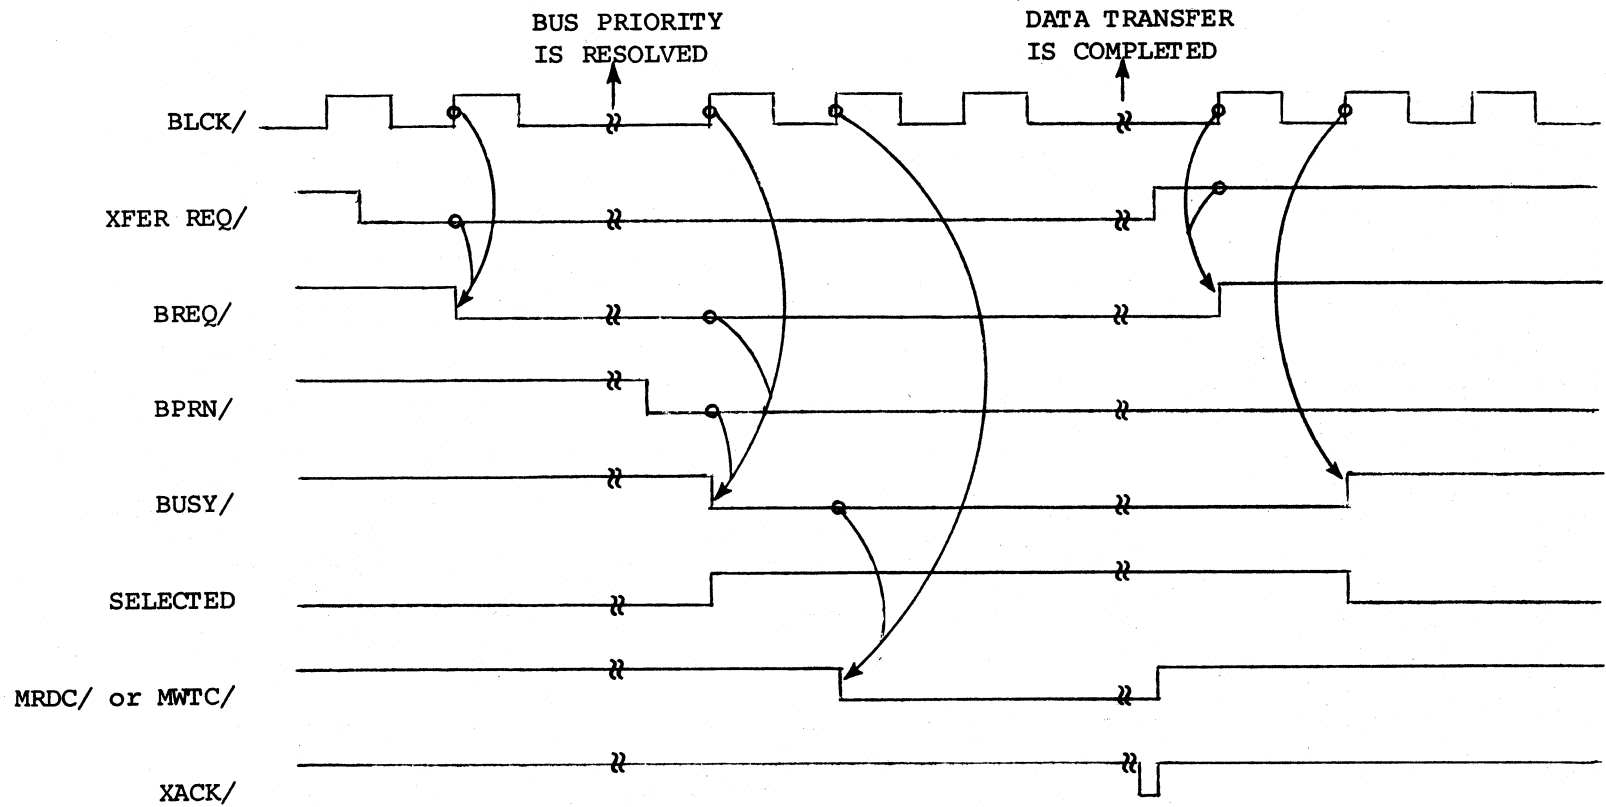 BUS PRIORITY
IS RESOLVED
DATA TRANSFER
IS COMPLETED
BLCK/
XFER REQ/
BREQ/
BPRN/
BUSY/
SELECTED
MRDC/ or MWTC/
XACK/